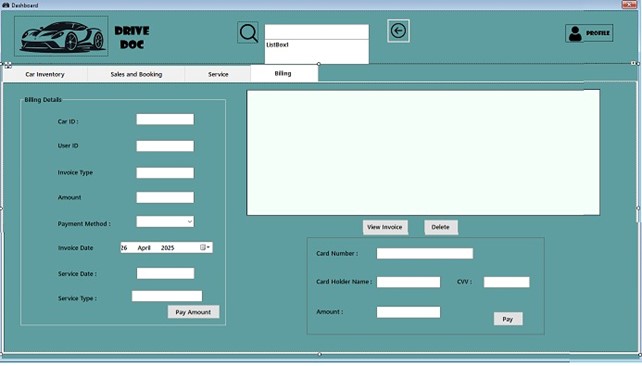 Dashboard
DRIVE
DOC
ListBox1
PROFILE
Car Inventory
Sales and Booking
Service
Billing
Billing Details
Car ID :
User ID
Invoice Type
Amount
Payment Method :
Invoice Date
26 April 2025
Service Date :
Service Type :
Pay Amount
View Invoice
Delete
Card Number :
Card Holder Name :
CVV :
Amount :
Pay